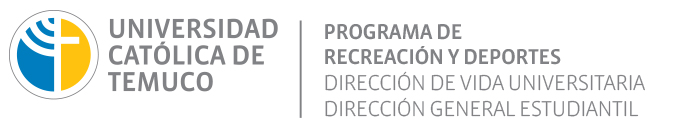 UNIVERSIDAD
CATÓLICA DE
TEMUCO
PROGRAMA DE
RECREACIÓN Y DEPORTES
DIRECCIÓN DE VIDA UNIVERSITARIA
DIRECCIÓN GENERAL ESTUDIANTIL